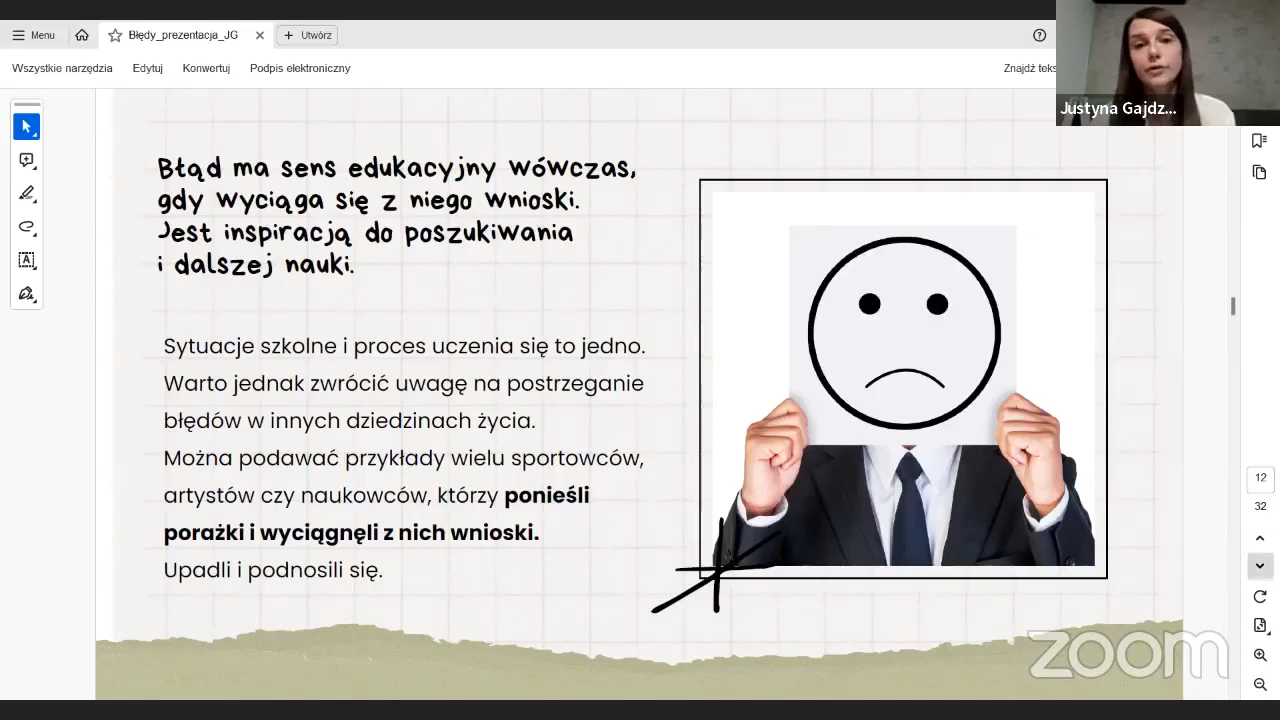 Menu
Błędy_prezentacja_JG
Utwórz
Wszystkie narzędzia
Edytuj
Konwertuj
Podpis elektroniczny
Znajdź teks
Justyna Gajdz...
Błąd ma sens edukacyjny wówczas,
gdy wyciąga się z niego wnioski.
Jest inspiracją do poszukiwania
i dalszej nauki.
Sytuacje szkolne i proces uczenia się to jedno.
Warto jednak zwrócić uwagę na postrzeganie
błędów w innych dziedzinach życia.
Można podawać przykłady wielu sportowców,
artystów czy naukowców, którzy ponieśli
porażki i wyciągnęli z nich wnioski.
Upadli i podnosili się.
12
32
zoom